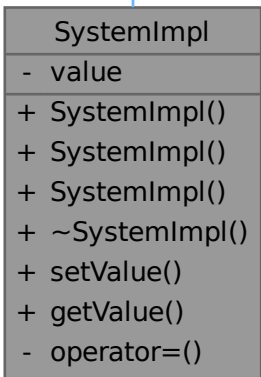 SystemImpl
- value
+ SystemImpl()
+ SystemImpl()
+ SystemImpl()
+ ~SystemImpl()
+ setValue()
+ getValue()
- operator=()